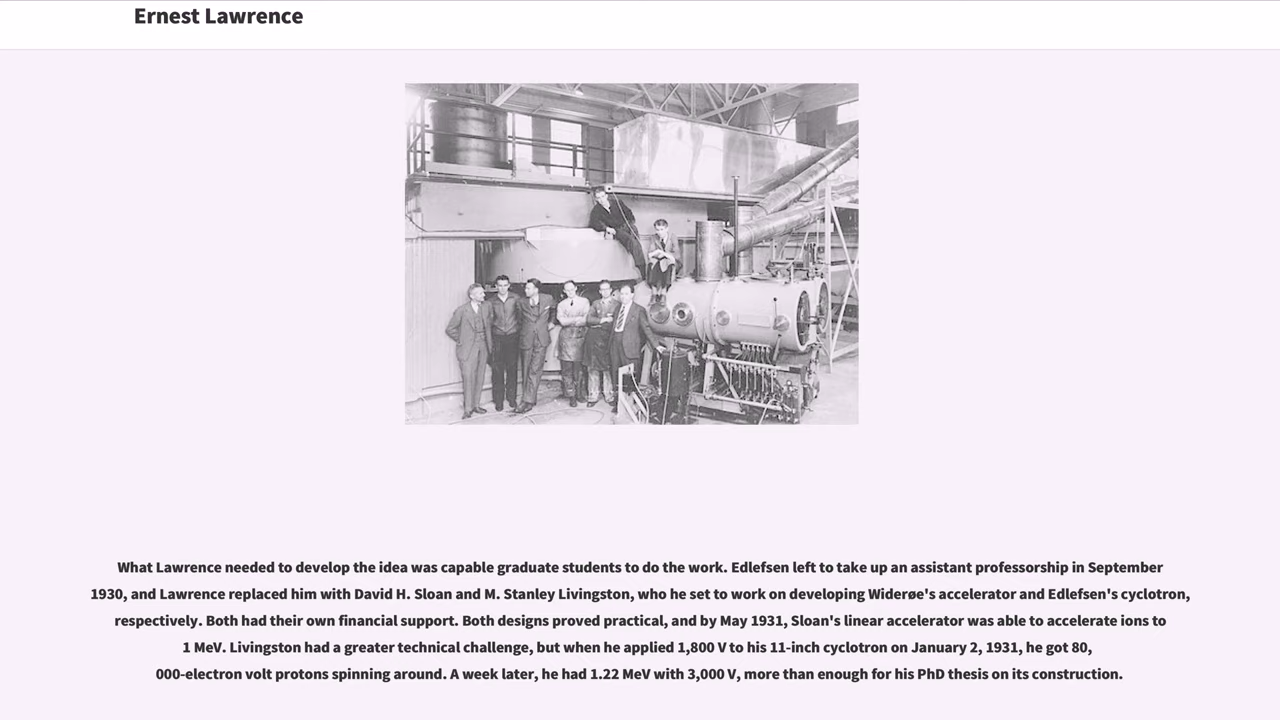 Ernest Lawrence
What Lawrence needed to develop the idea was capable graduate students to do the work. Edlefsen left to take up an assistant professorship in September
1930, and Lawrence replaced him with David H. Sloan and M. Stanley Livingston, who he set to work on developing Widerøe's accelerator and Edlefsen's cyclotron,
respectively. Both had their own financial support. Both designs proved practical, and by May 1931, Sloan's linear accelerator was able to accelerate ions to
1 MeV. Livingston had a greater technical challenge, but when he applied 1,800 V to his 11-inch cyclotron on January 2, 1931, he got 80,
000-electron volt protons spinning around. A week later, he had 1.22 MeV with 3,000 V, more than enough for his PhD thesis on its construction.